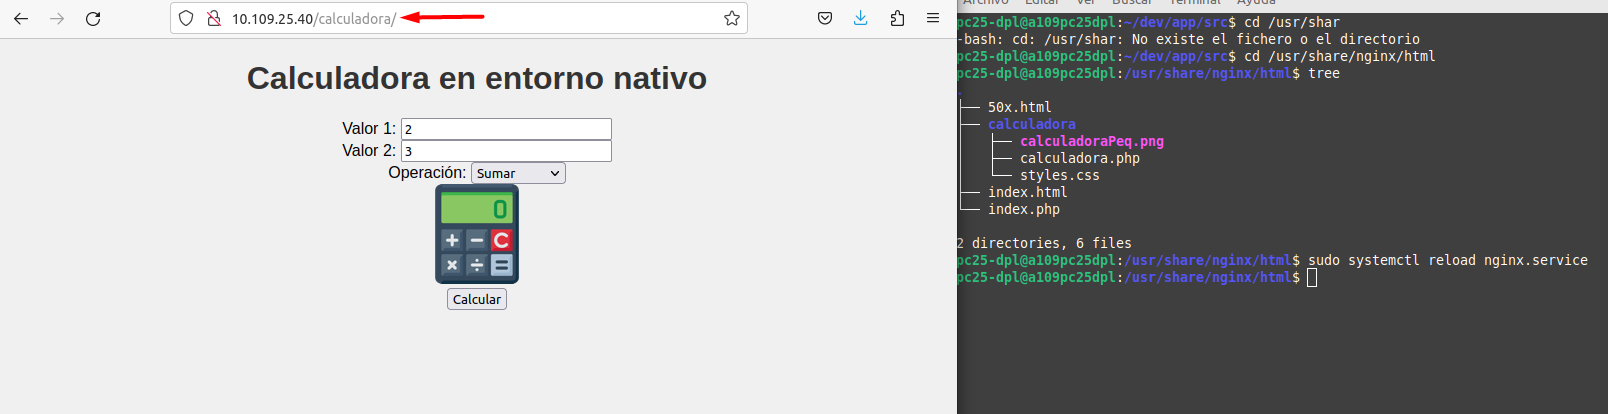 10.109.25.40/calculadora/
Calculadora en entorno nativo
Valor 1: 2
Valor 2: 3
Operación: Sumar
0
+ − C
× ÷ =
Calcular
Archivo Editar Ver Buscar Terminal Ayuda
pc25-dpl@a109pc25dpl:~/dev/app/src$ cd /usr/shar
-bash: cd: /usr/shar: No existe el fichero o el directorio
pc25-dpl@a109pc25dpl:~/dev/app/src$ cd /usr/share/nginx/html
pc25-dpl@a109pc25dpl:/usr/share/nginx/html$ tree
.
├── 50x.html
├── calculadora
│   ├── calculadoraPeq.png
│   ├── calculadora.php
│   └── styles.css
├── index.html
└── index.php
2 directories, 6 files
pc25-dpl@a109pc25dpl:/usr/share/nginx/html$ sudo systemctl reload nginx.service
pc25-dpl@a109pc25dpl:/usr/share/nginx/html$